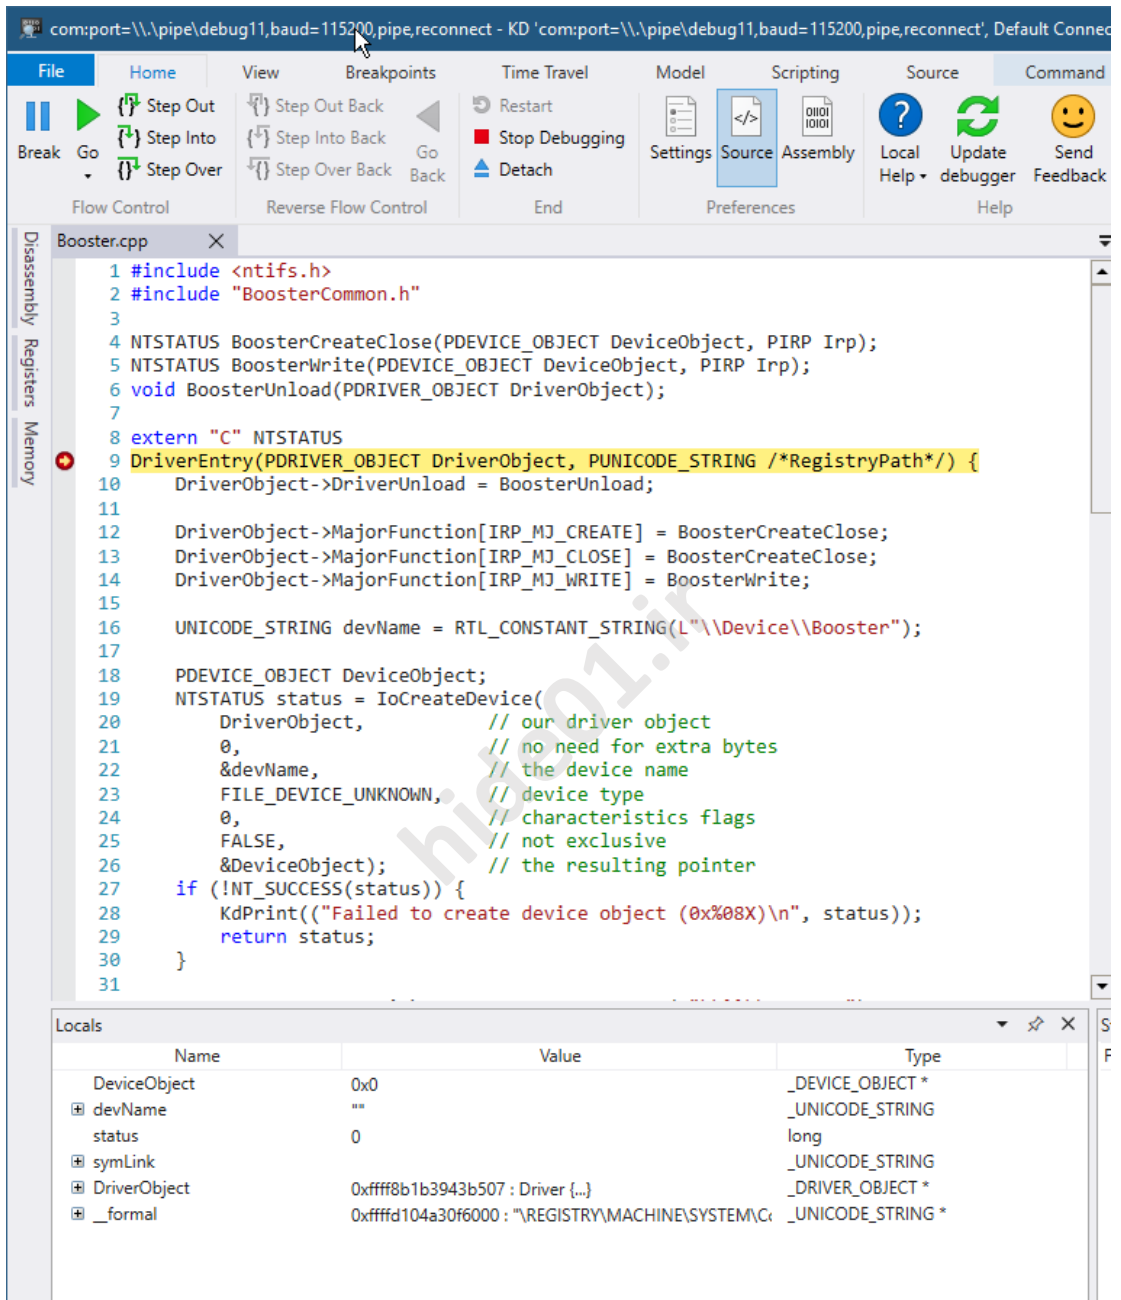 com:port=\\.\pipe\debug11,baud=115200,pipe,reconnect - KD 'com:port=\\.\pipe\debug11,baud=115200,pipe,reconnect', Default Connec
File Home View Breakpoints Time Travel Model Scripting Source Command
Break
Go
Step Out
Step Into
Step Over
Flow Control
Step Out Back
Step Into Back
Step Over Back
Go
Back
Reverse Flow Control
Restart
Stop Debugging
Detach
End
Settings Source Assembly
Preferences
Local
Help
Update
debugger
Send
Feedback
Help
Disassembly
Registers
Memory
Booster.cpp
1 #include <ntifs.h>
2 #include "BoosterCommon.h"
3
4 NTSTATUS BoosterCreateClose(PDEVICE_OBJECT DeviceObject, PIRP Irp);
5 NTSTATUS BoosterWrite(PDEVICE_OBJECT DeviceObject, PIRP Irp);
6 void BoosterUnload(PDRIVER_OBJECT DriverObject);
7
8 extern "C" NTSTATUS
9 DriverEntry(PDRIVER_OBJECT DriverObject, PUNICODE_STRING /*RegistryPath*/) {
10 DriverObject->DriverUnload = BoosterUnload;
11
12 DriverObject->MajorFunction[IRP_MJ_CREATE] = BoosterCreateClose;
13 DriverObject->MajorFunction[IRP_MJ_CLOSE] = BoosterCreateClose;
14 DriverObject->MajorFunction[IRP_MJ_WRITE] = BoosterWrite;
15
16 UNICODE_STRING devName = RTL_CONSTANT_STRING(L"\\Device\\Booster");
17
18 PDEVICE_OBJECT DeviceObject;
19 NTSTATUS status = IoCreateDevice(
20 DriverObject, // our driver object
21 0, // no need for extra bytes
22 &devName, // the device name
23 FILE_DEVICE_UNKNOWN, // device type
24 0, // characteristics flags
25 FALSE, // not exclusive
26 &DeviceObject); // the resulting pointer
27 if (!NT_SUCCESS(status)) {
28 KdPrint(("Failed to create device object (0x%08X)\n", status));
29 return status;
30 }
31
hide01.ir
Locals
Name Value Type
DeviceObject 0x0 _DEVICE_OBJECT *
devName "" _UNICODE_STRING
status 0 long
symLink _UNICODE_STRING
DriverObject 0xffff8b1b3943b507 : Driver {...} _DRIVER_OBJECT *
__formal 0xffffd104a30f6000 : "\REGISTRY\MACHINE\SYSTEM\Cc _UNICODE_STRING *